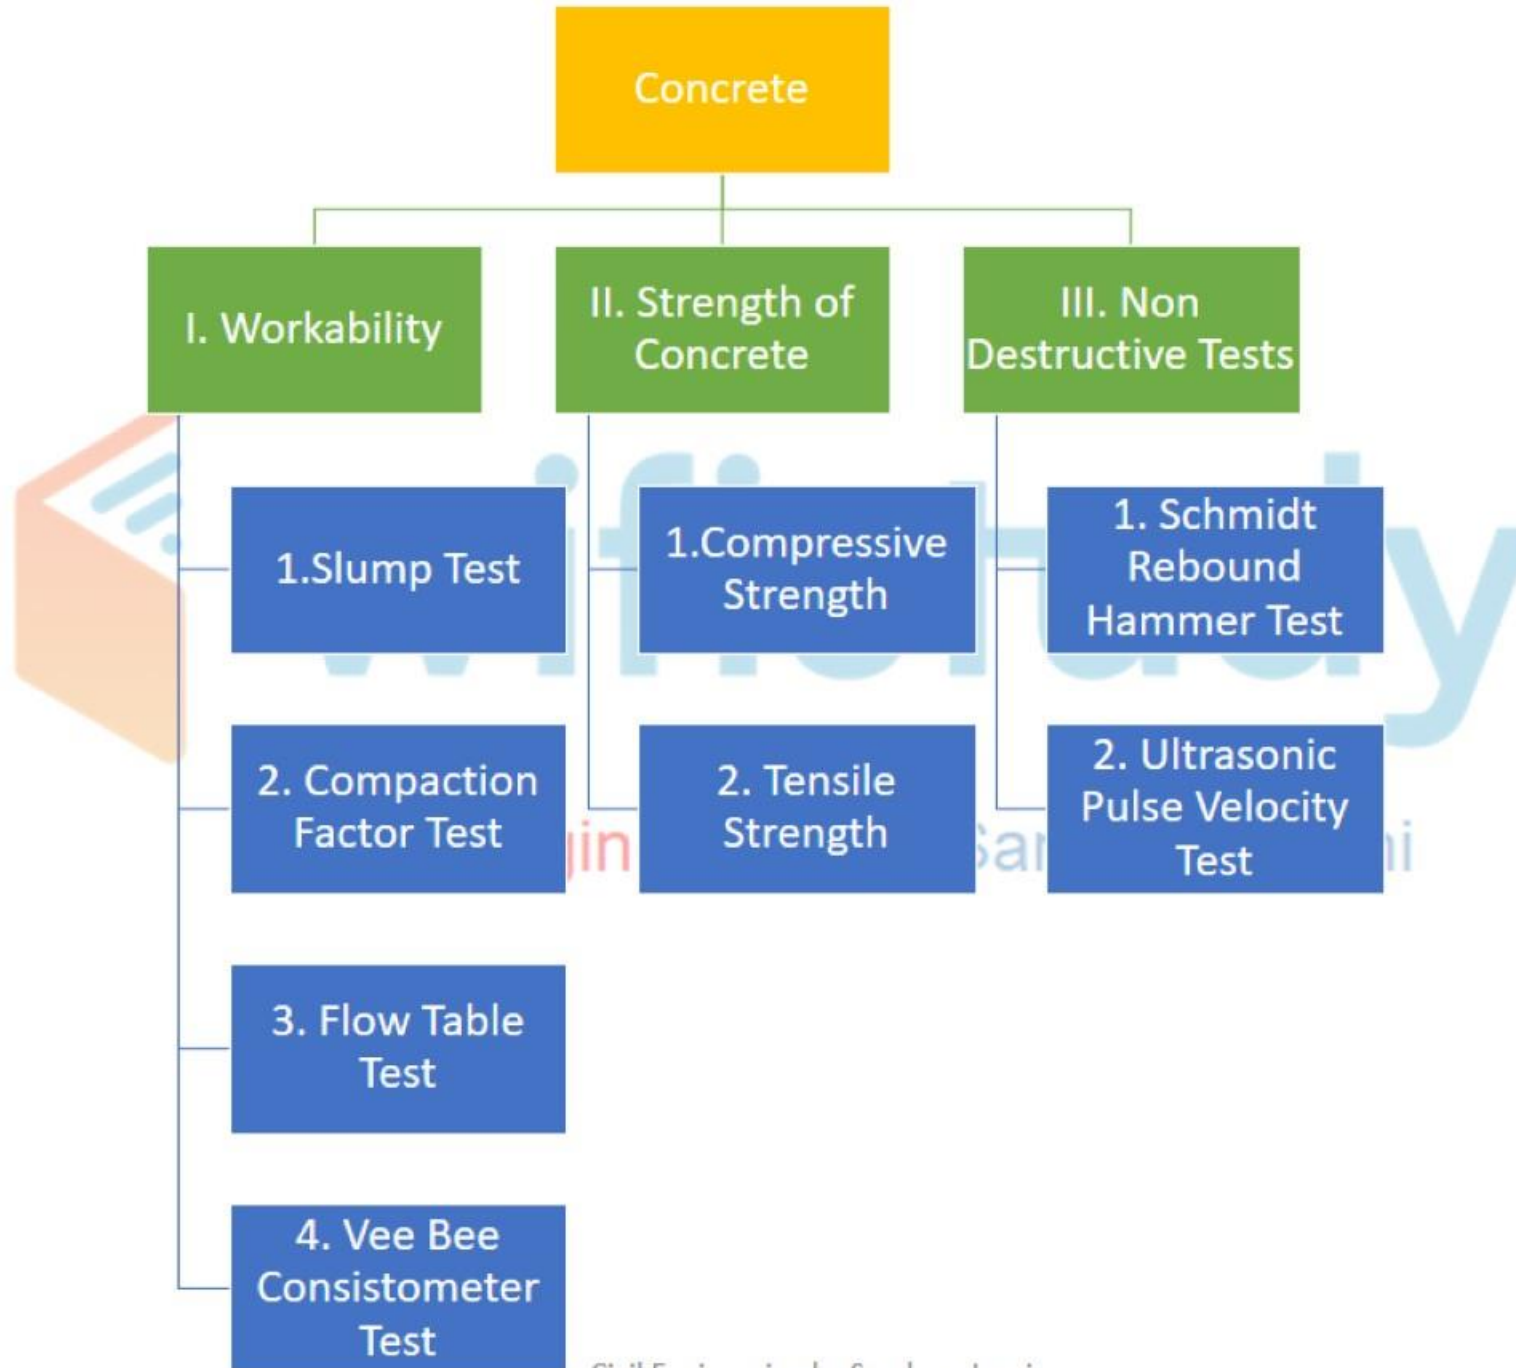 Concrete
I. Workability
II. Strength of
Concrete
III. Non
Destructive Tests
1.Slump Test
1.Compressive
Strength
1. Schmidt
Rebound
Hammer Test
2. Compaction
Factor Test
2. Tensile
Strength
2. Ultrasonic
Pulse Velocity
Test
3. Flow Table
Test
4. Vee Bee
Consistometer
Test